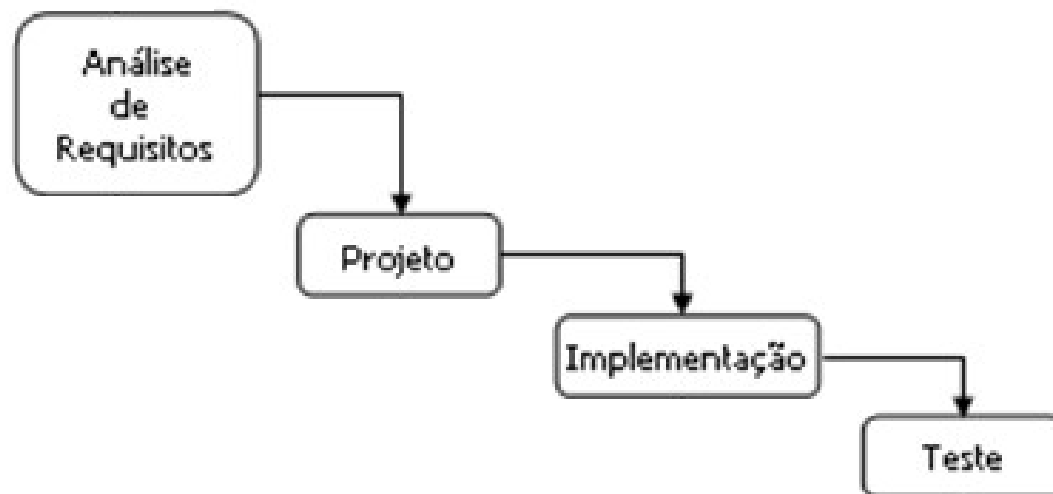 Análise
de
Requisitos
Projeto
Implementação
Teste